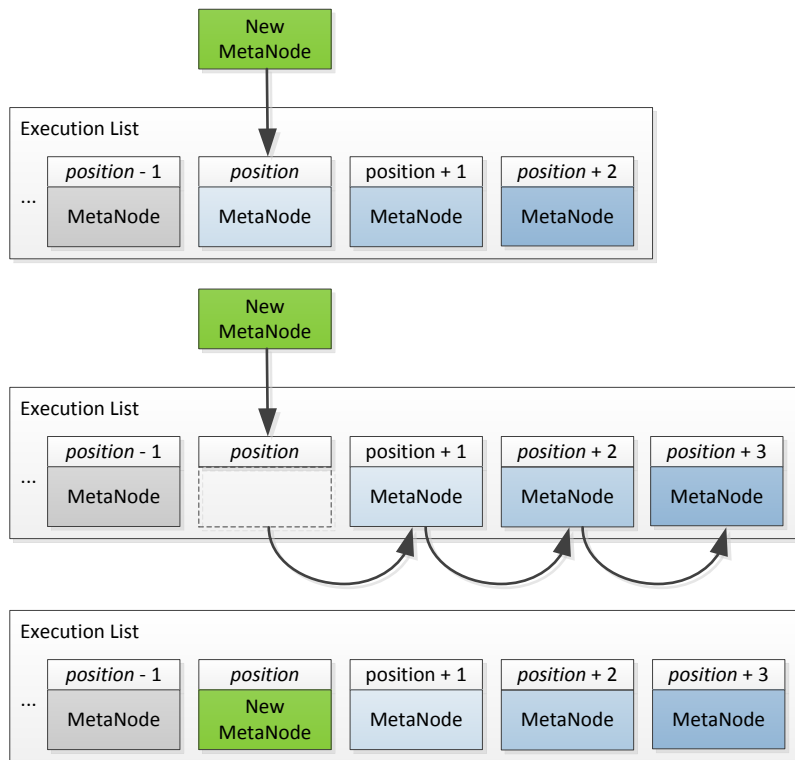 New
MetaNode
Execution List
position - 1 position position + 1 position + 2
... MetaNode MetaNode MetaNode MetaNode
New
MetaNode
Execution List
position - 1 position position + 1 position + 2 position + 3
... MetaNode MetaNode MetaNode MetaNode
Execution List
position - 1 position position + 1 position + 2 position + 3
... MetaNode New MetaNode MetaNode MetaNode MetaNode